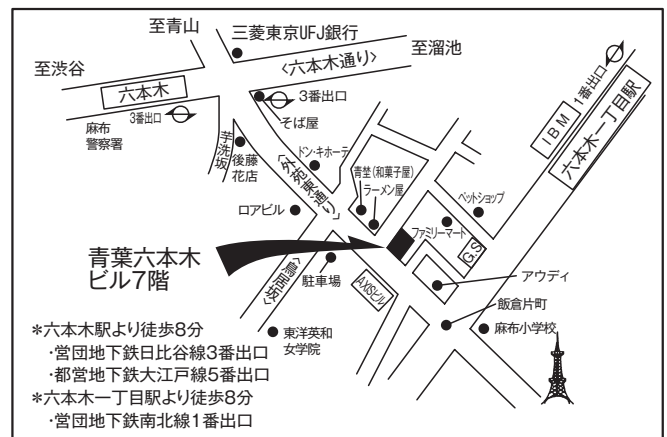 至青山
三菱東京UFJ銀行
至溜池
〈六本木通り〉
至渋谷
六本木
3番出口
3番出口
麻布
警察署
そば屋
芋洗坂
後藤
花店
ドン・キホーテ
〈外苑東通り〉
青埜(和菓子屋)
ラーメン屋
ロアビル
ペットショップ
ファミリーマート
G.S
IBM
1番出口
六本木一丁目駅
青葉六本木
ビル7階
〈鳥居坂〉
駐車場
AXISビル
アウディ
飯倉片町
麻布小学校
東洋英和
女学院
*六本木駅より徒歩8分
・営団地下鉄日比谷線3番出口
・都営地下鉄大江戸線5番出口
*六本木一丁目駅より徒歩8分
・営団地下鉄南北線1番出口